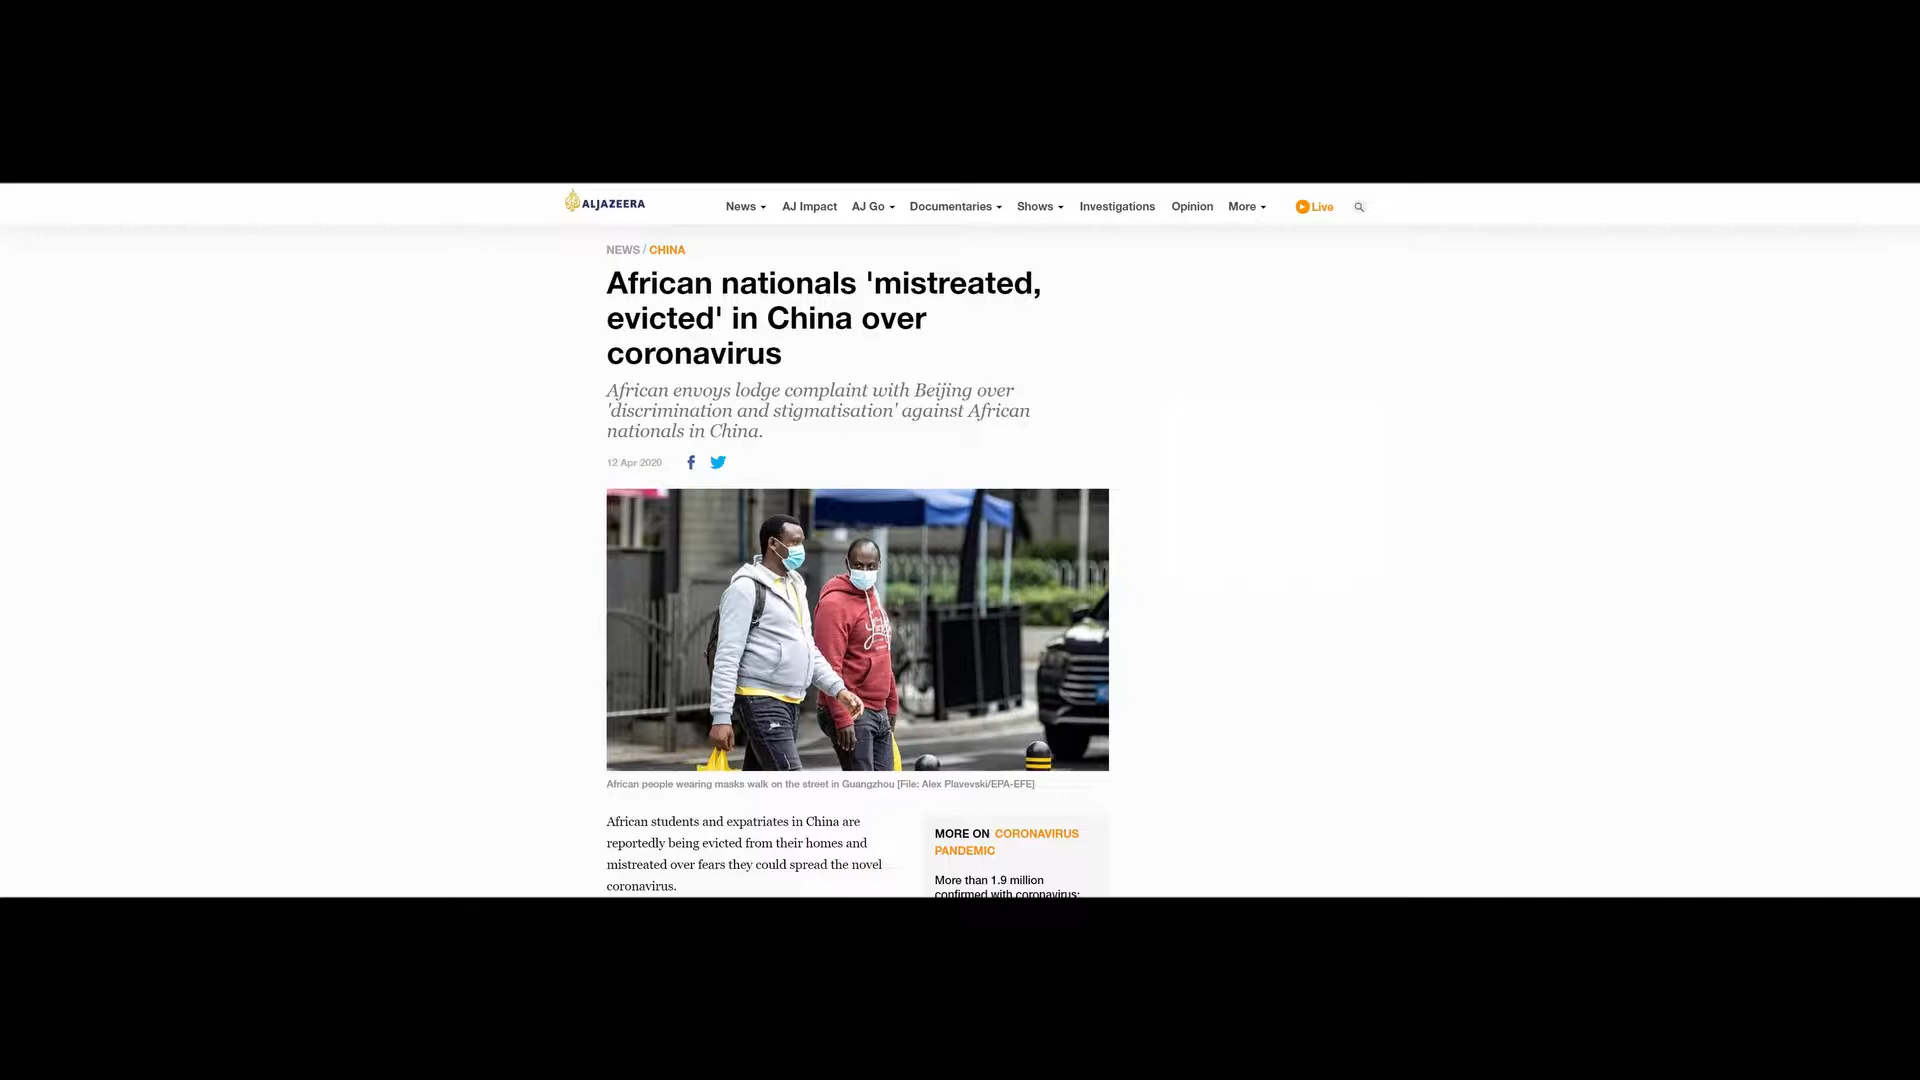 ALJAZEERA
News AJ Impact AJ Go Documentaries Shows Investigations Opinion More Live
NEWS / CHINA
African nationals 'mistreated,
evicted' in China over
coronavirus
African envoys lodge complaint with Beijing over
'discrimination and stigmatisation' against African
nationals in China.
12 Apr 2020
African people wearing masks walk on the street in Guangzhou [File: Alex Plavevski/EPA-EFE]
African students and expatriates in China are
reportedly being evicted from their homes and
mistreated over fears they could spread the novel
coronavirus.
MORE ON CORONAVIRUS
PANDEMIC
More than 1.9 million
confirmed with coronavirus: